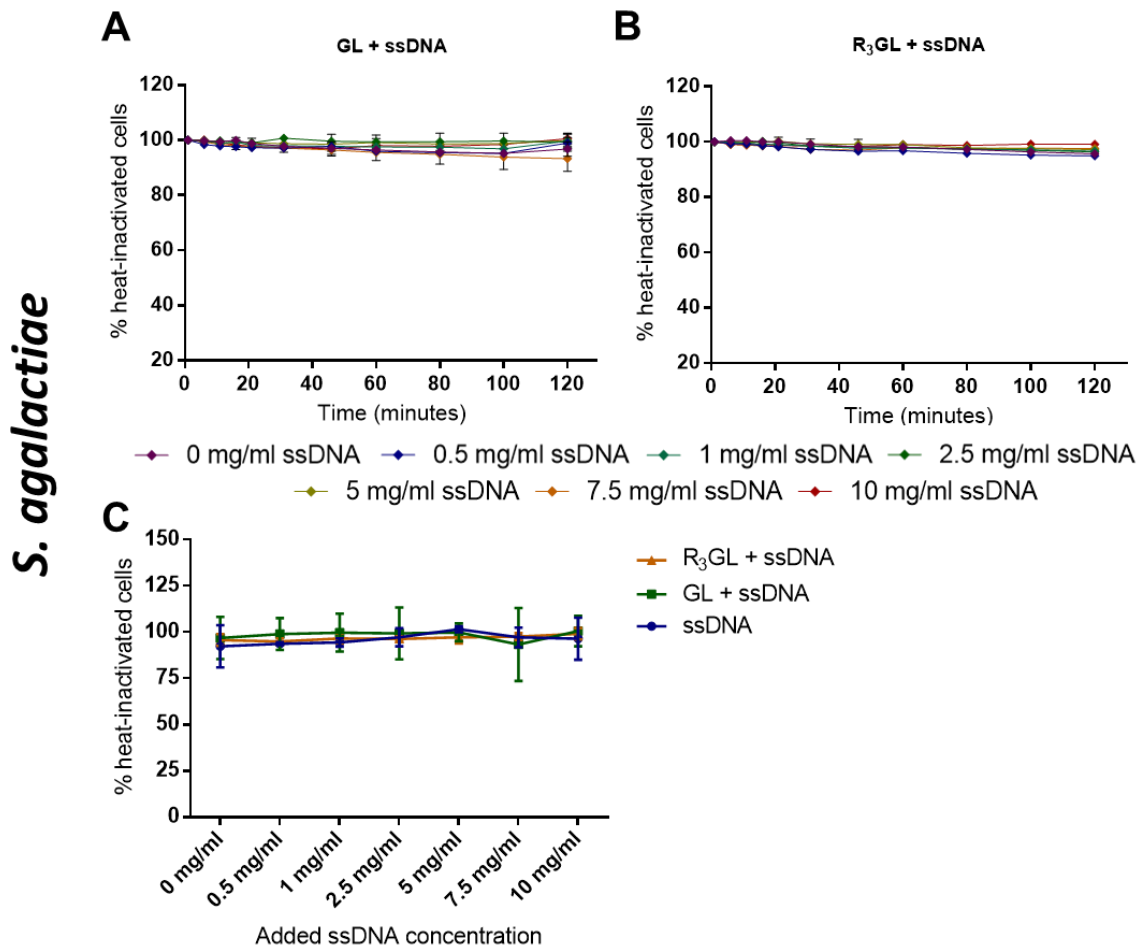 A
GL + ssDNA
% heat-inactivated cells
120
100
80
60
40
20
0 20 40 60 80 100 120
Time (minutes)
B
R₃GL + ssDNA
% heat-inactivated cells
120
100
80
60
40
20
0 20 40 60 80 100 120
Time (minutes)
S. agalactiae
0 mg/ml ssDNA 0.5 mg/ml ssDNA 1 mg/ml ssDNA 2.5 mg/ml ssDNA
5 mg/ml ssDNA 7.5 mg/ml ssDNA 10 mg/ml ssDNA
C
% heat-inactivated cells
150
125
100
75
50
25
0
0 mg/ml
0.5 mg/ml
1 mg/ml
2.5 mg/ml
5 mg/ml
7.5 mg/ml
10 mg/ml
Added ssDNA concentration
R₃GL + ssDNA
GL + ssDNA
ssDNA